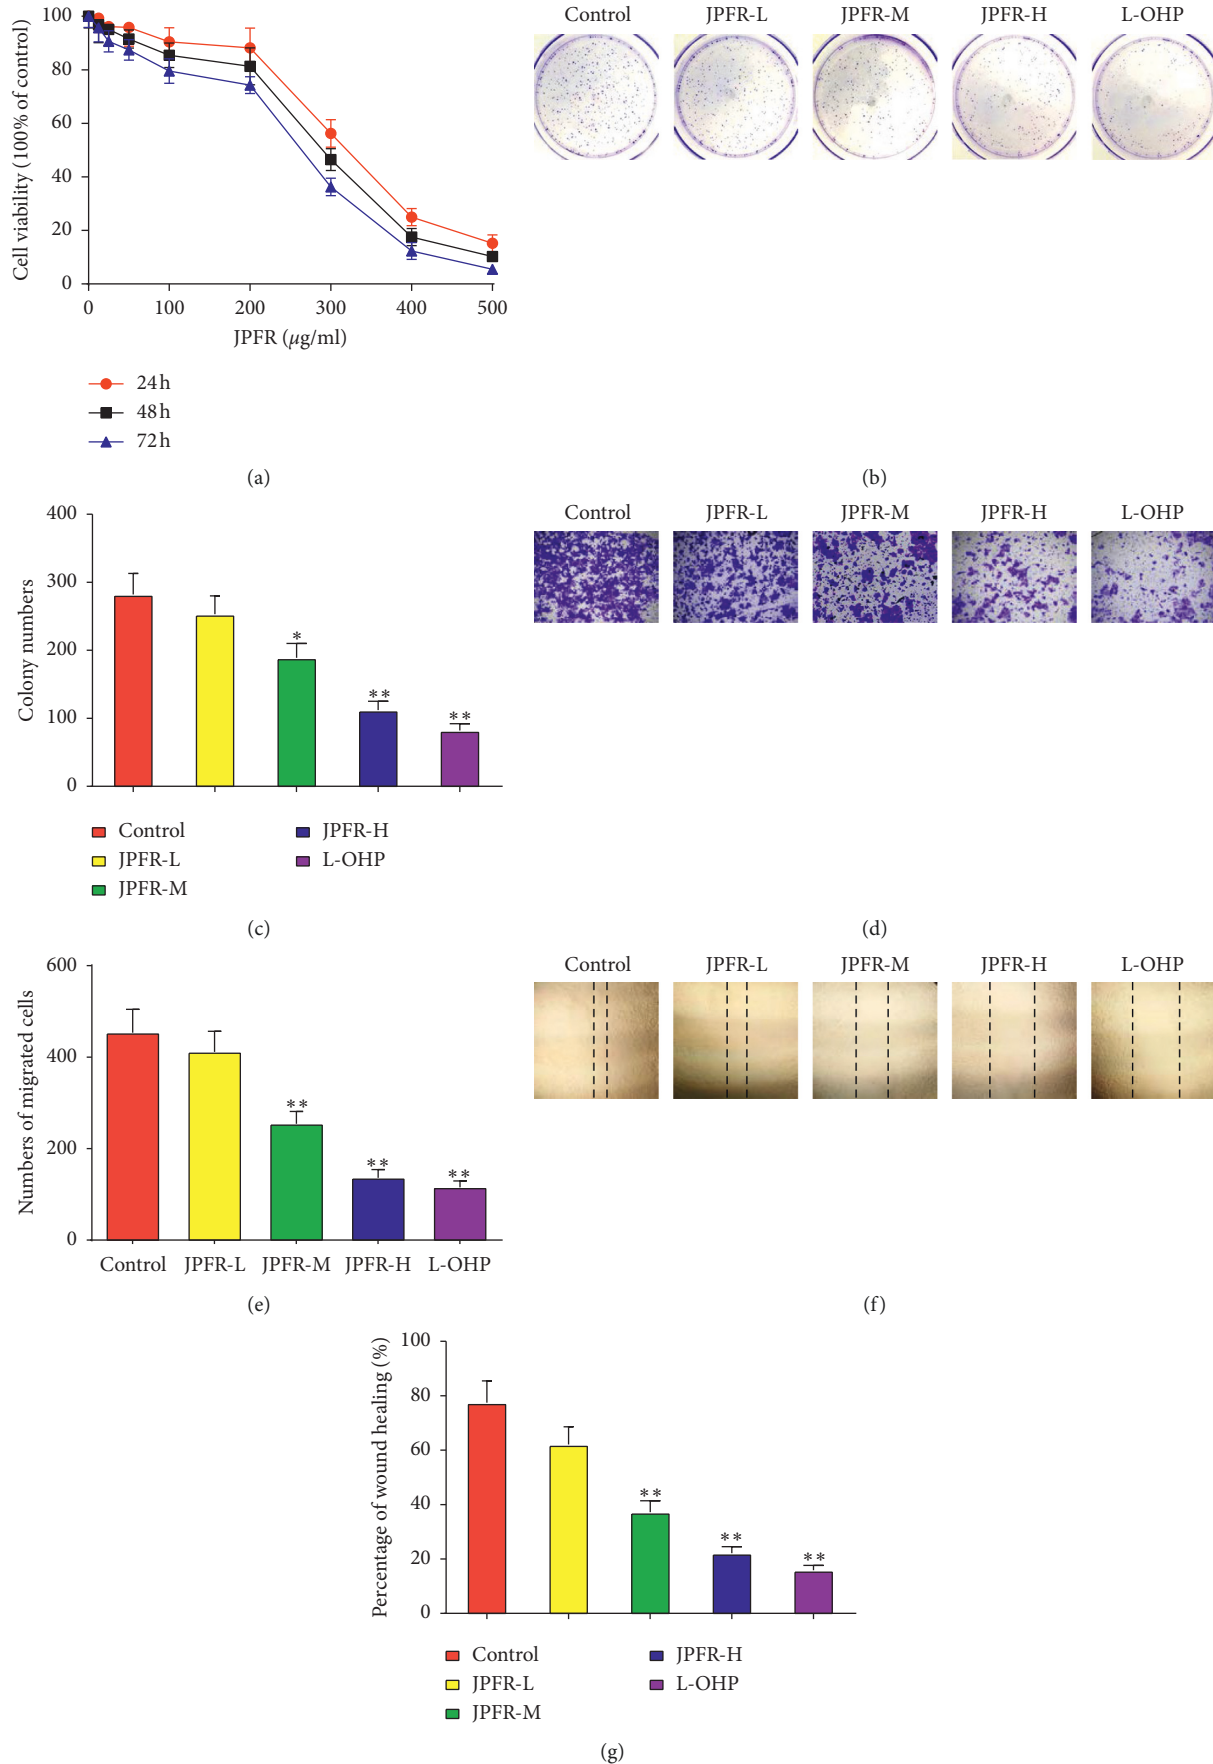 Cell viability (100% of control)
100
80
60
40
20
0
0 100 200 300 400 500
JPFR (μg/ml)
24 h
48 h
72 h
(a)
Control JPFR-L JPFR-M JPFR-H L-OHP
(b)
Colony numbers
400
300
200
100
0
*
**
**
Control
JPFR-L
JPFR-M
JPFR-H
L-OHP
(c)
Control JPFR-L JPFR-M JPFR-H L-OHP
(d)
Numbers of migrated cells
600
400
200
0
**
**
**
Control JPFR-L JPFR-M JPFR-H L-OHP
(e)
Control JPFR-L JPFR-M JPFR-H L-OHP
(f)
Percentage of wound healing (%)
100
80
60
40
20
0
**
**
**
Control
JPFR-L
JPFR-M
JPFR-H
L-OHP
(g)